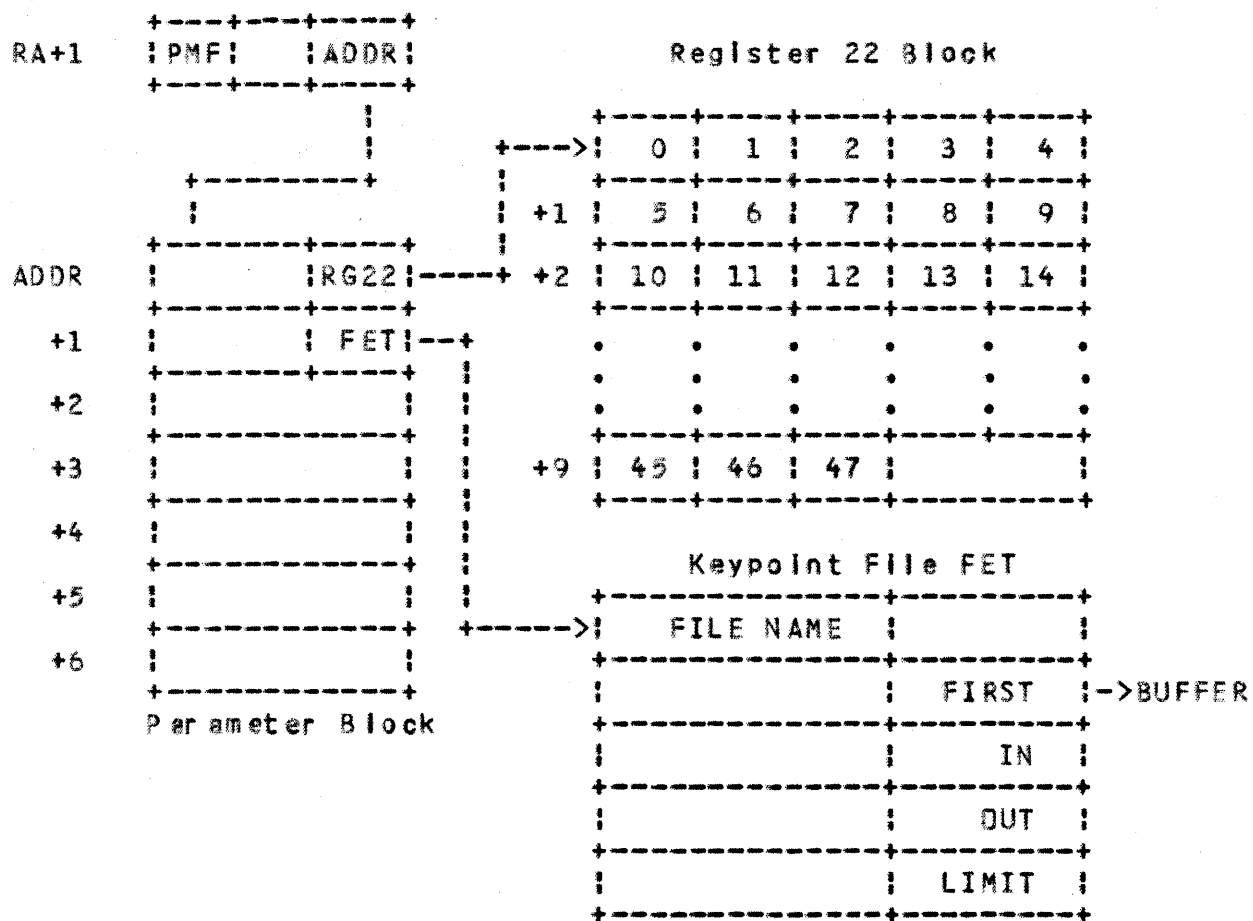 RA+1 PMF ADDR Register 22 Block
0 1 2 3 4
+1 5 6 7 8 9
ADDR RG22 +2 10 11 12 13 14
+1 FET
+2
+3 +9 45 46 47
+4
Keypoint File FET
+5
FILE NAME
+6
FIRST ->BUFFER
Parameter Block
IN
OUT
LIMIT